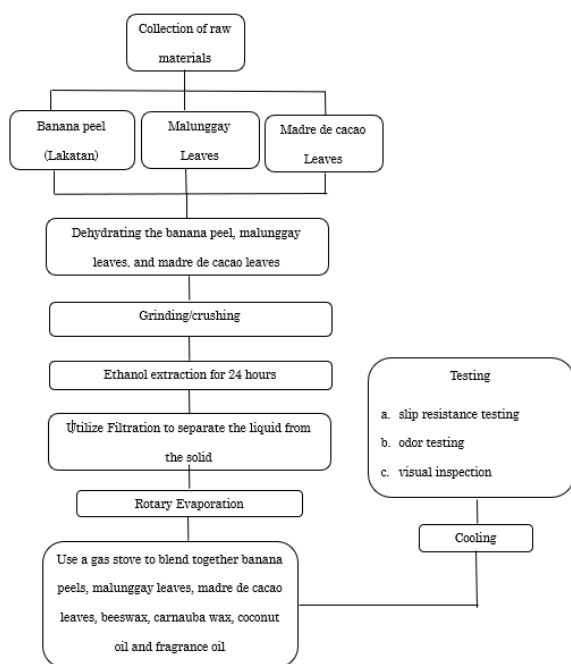 Collection of raw
materials
Banana peel
(Lakatan)
Malunggay
Leaves
Madre de cacao
Leaves
Dehydrating the banana peel, malunggay
leaves, and madre de cacao leaves
Grinding/crushing
Ethanol extraction for 24 hours
Utilize Filtration to separate the liquid from
the solid
Rotary Evaporation
Use a gas stove to blend together banana
peels, malunggay leaves, madre de cacao
leaves, beeswax, carnauba wax, coconut
oil and fragrance oil
Cooling
Testing
a. slip resistance testing
b. odor testing
c. visual inspection